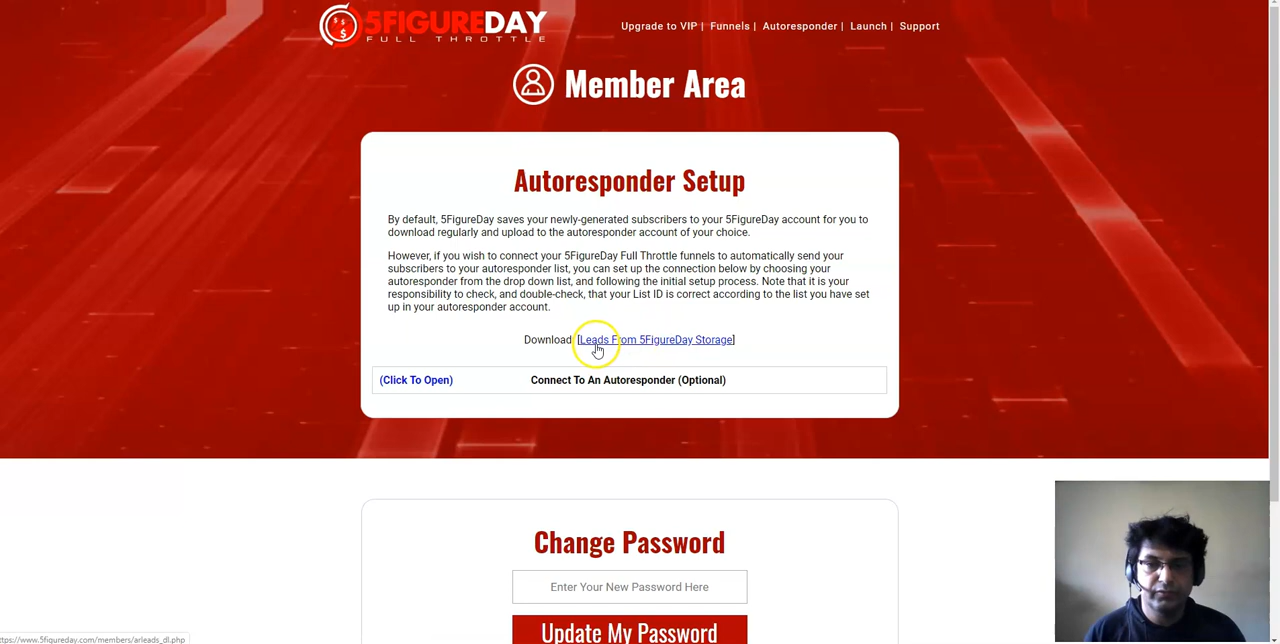 5FIGUREDAY
FULL THROTTLE
Upgrade to VIP | Funnels | Autoresponder | Launch | Support
Member Area
Autoresponder Setup
By default, 5FigureDay saves your newly-generated subscribers to your 5FigureDay account for you to
download regularly and upload to the autoresponder account of your choice.
However, if you wish to connect your 5FigureDay Full Throttle funnels to automatically send your
subscribers to your autoresponder list, you can set up the connection below by choosing your
autoresponder from the drop down list, and following the initial setup process. Note that it is your
responsibility to check, and double-check, that your List ID is correct according to the list you have set
up in your autoresponder account.
Download [Leads From 5FigureDay Storage]
(Click To Open) Connect To An Autoresponder (Optional)
Change Password
Enter Your New Password Here
Update My Password
ttps://www.5figureday.com/members/arleads_dl.php